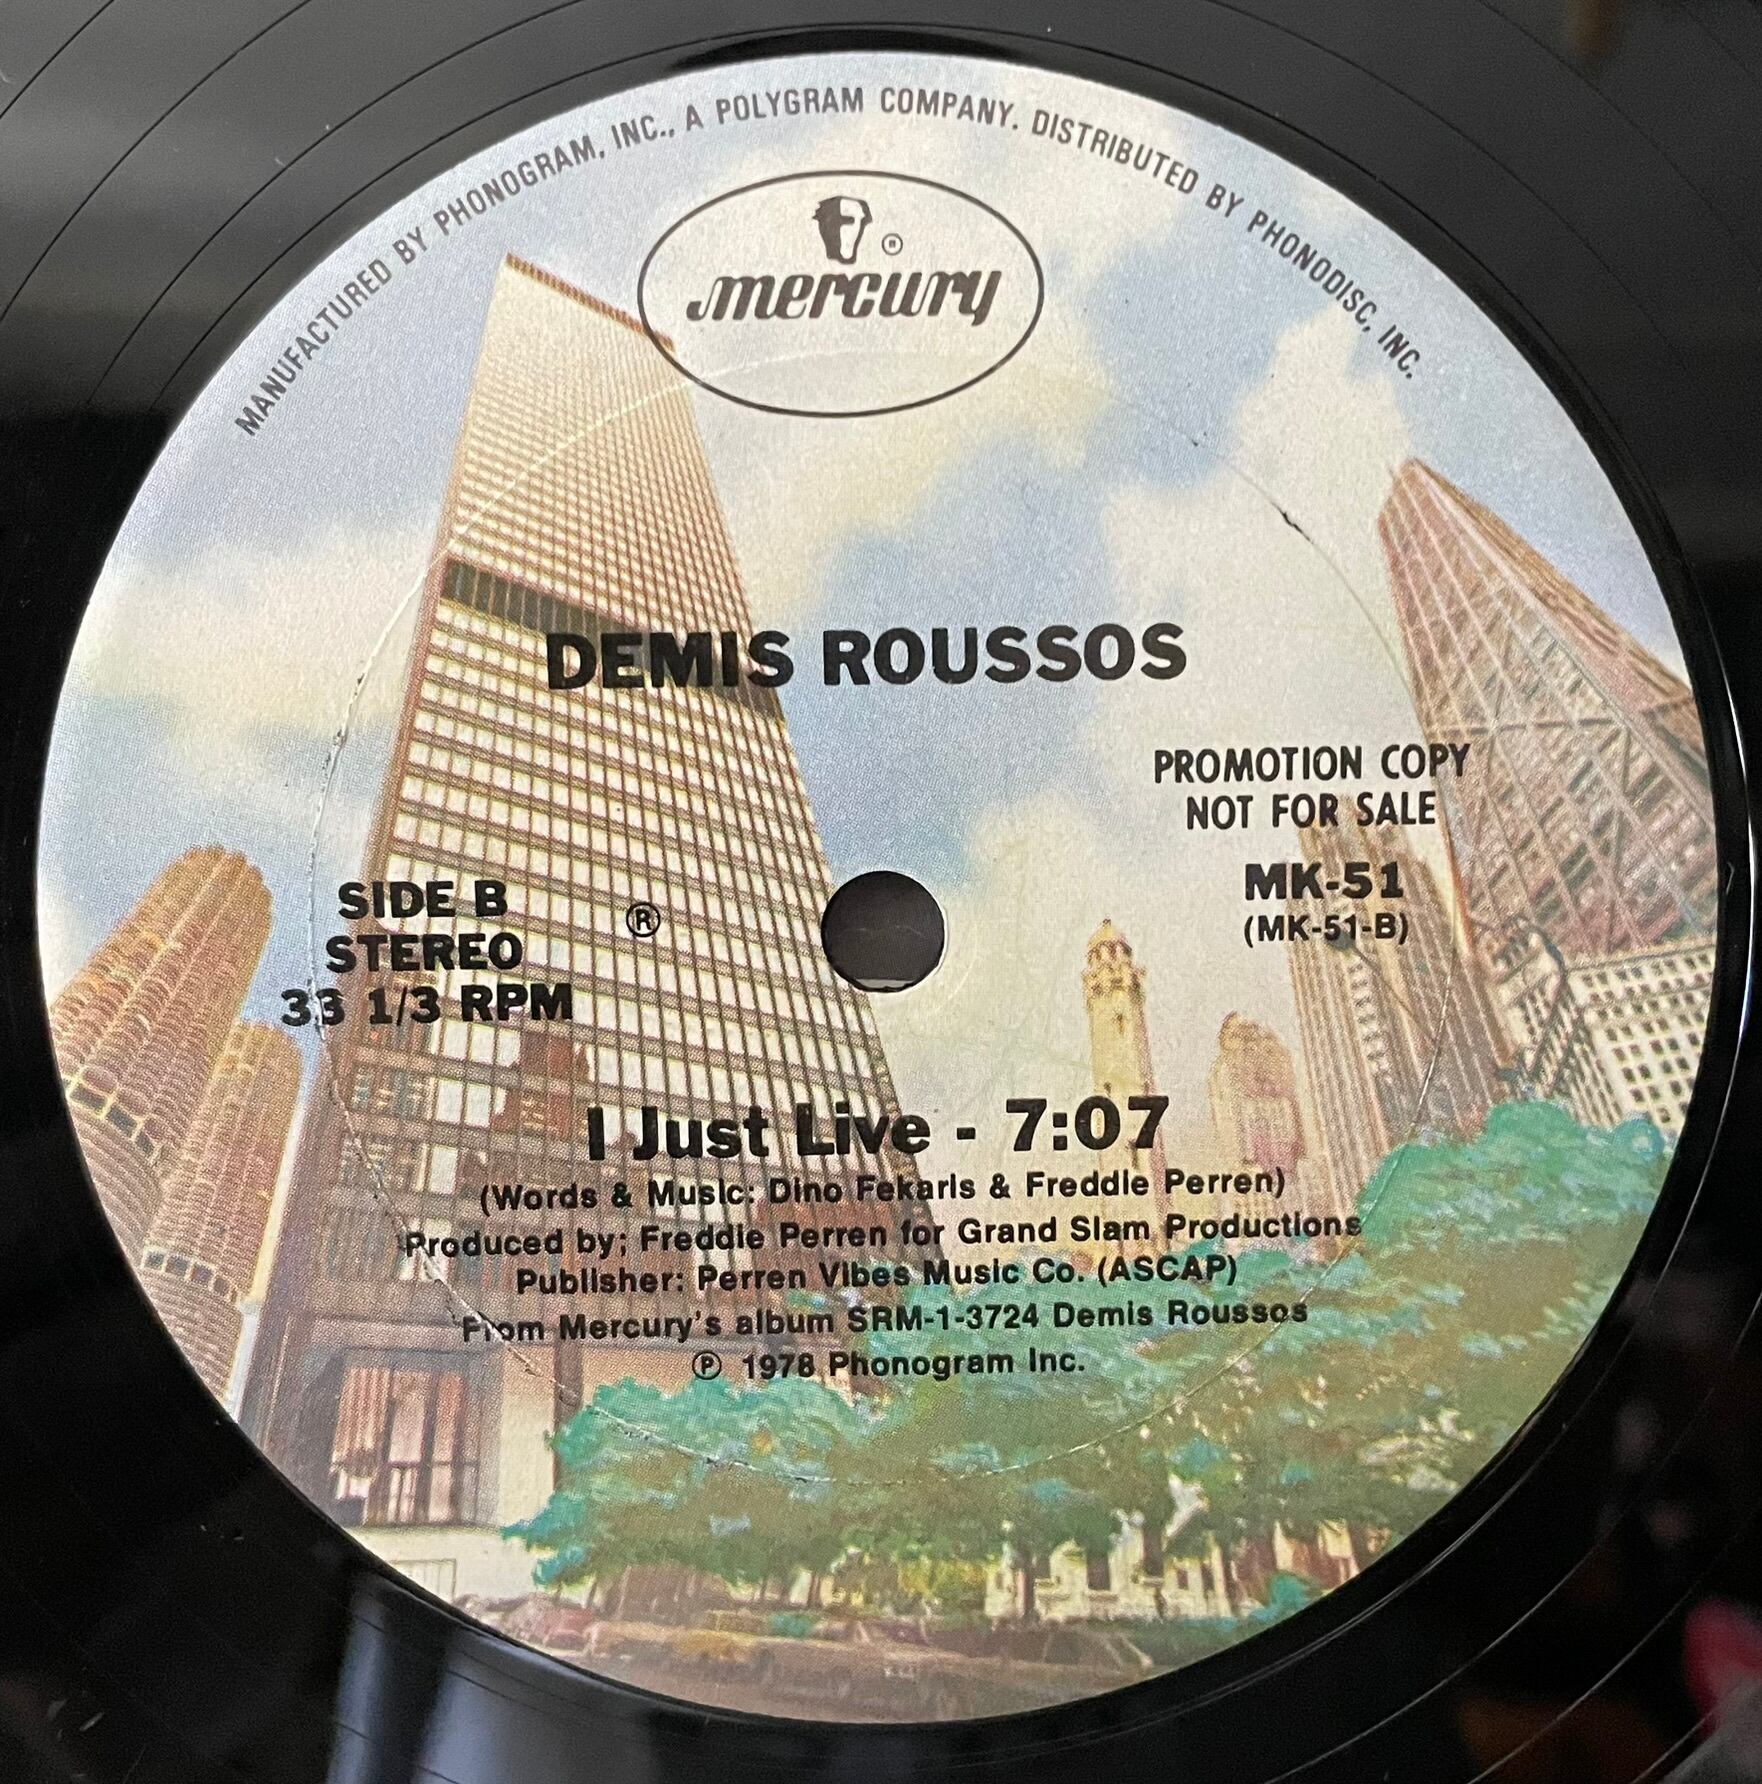 MANUFACTURED BY PHONOGRAM, INC., A POLYGRAM COMPANY. DISTRIBUTED BY PHONODISC, INC.
®
mercury
DEMIS ROUSSOS
PROMOTION COPY
NOT FOR SALE
MK-51
(MK-51-B)
SIDE B
STEREO
33 1/3 RPM
®
I Just Live - 7:07
(Words & Music: Dino Fekaris & Freddie Perren)
Produced by; Freddie Perren for Grand Slam Productions
Publisher: Perren Vibes Music Co. (ASCAP)
From Mercury's album SRM-1-3724 Demis Roussos
℗ 1978 Phonogram Inc.